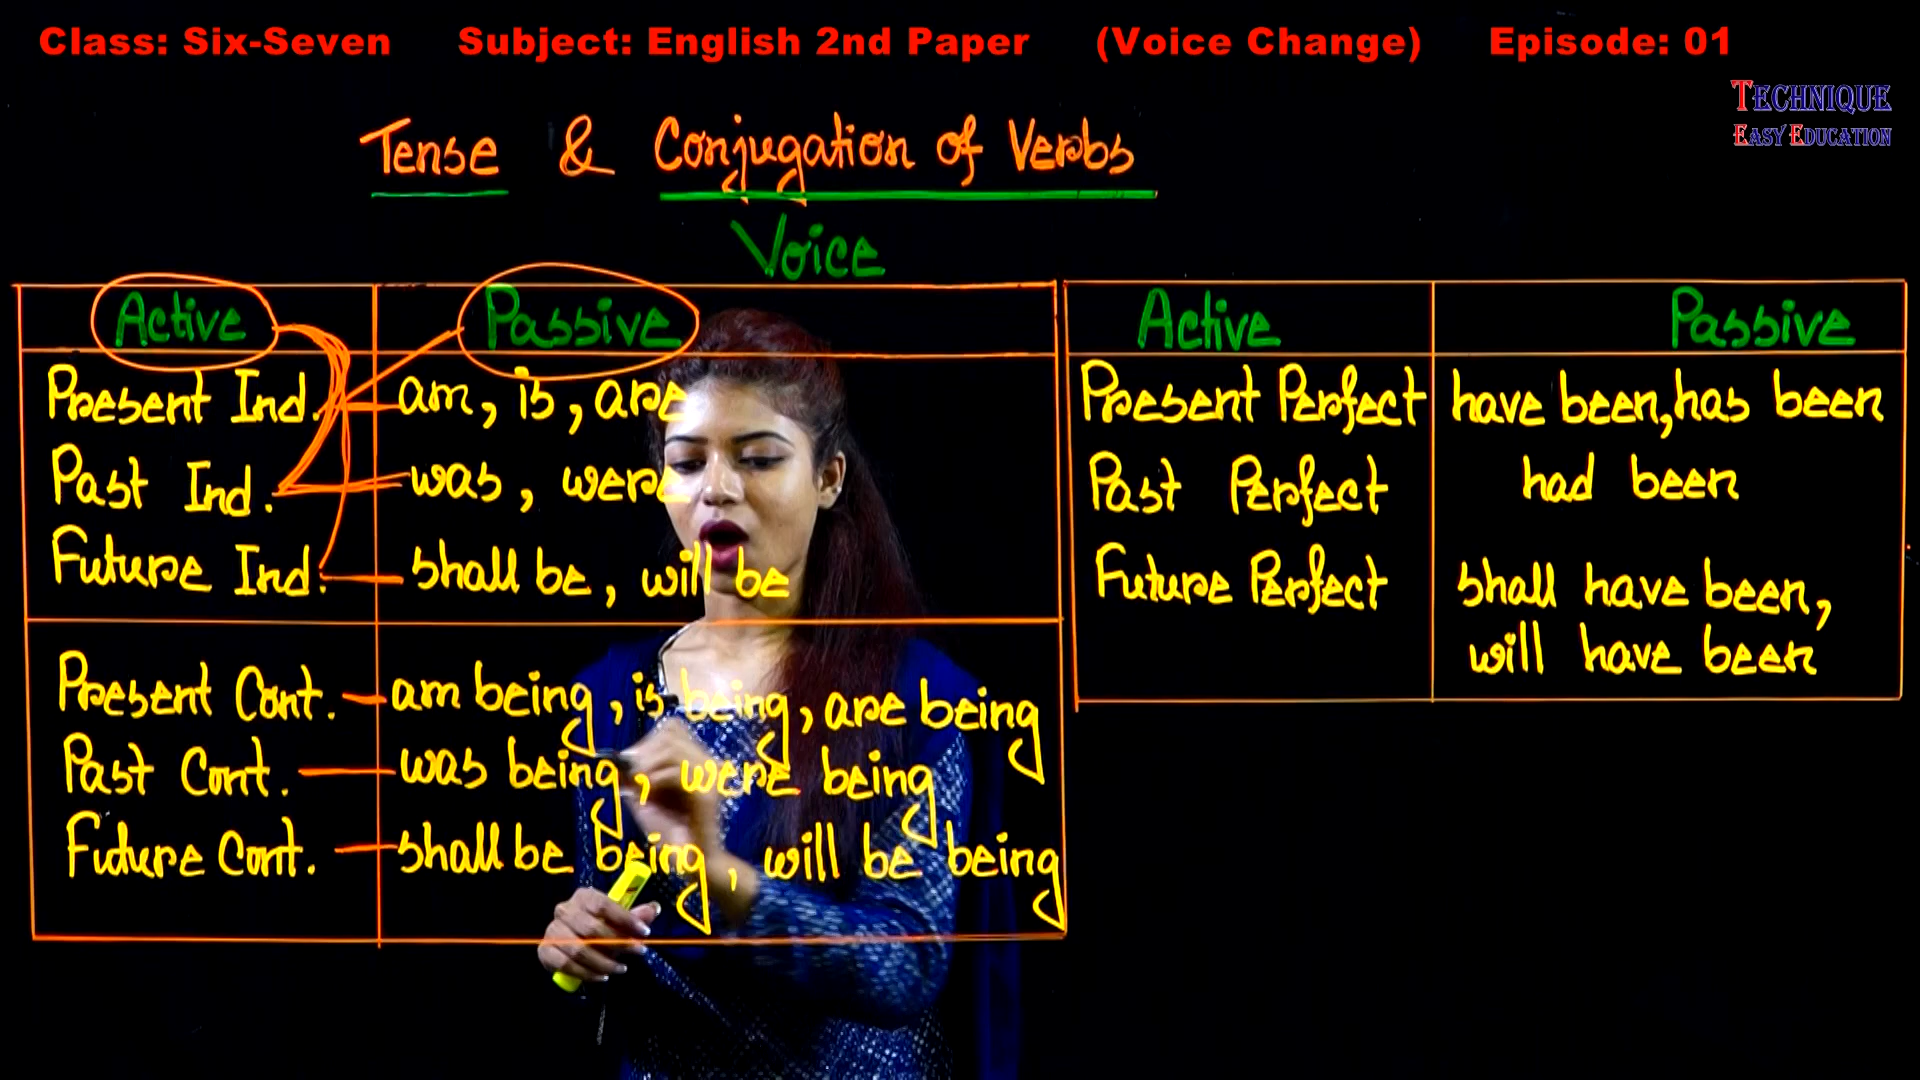 Class: Six-Seven Subject: English 2nd Paper (Voice Change) Episode: 01
TECHNIQUE
EASY EDUCATION
Tense & Conjugation of Verbs
Voice
Active Passive
Present Ind. am, is, are
Past Ind. was, were
Future Ind. shall be, will be
Present Cont. am being, is being, are being
Past Cont. was being, were being
Future Cont. shall be being, will be being
Active Passive
Present Perfect have been, has been
Past Perfect had been
Future Perfect shall have been,
will have been